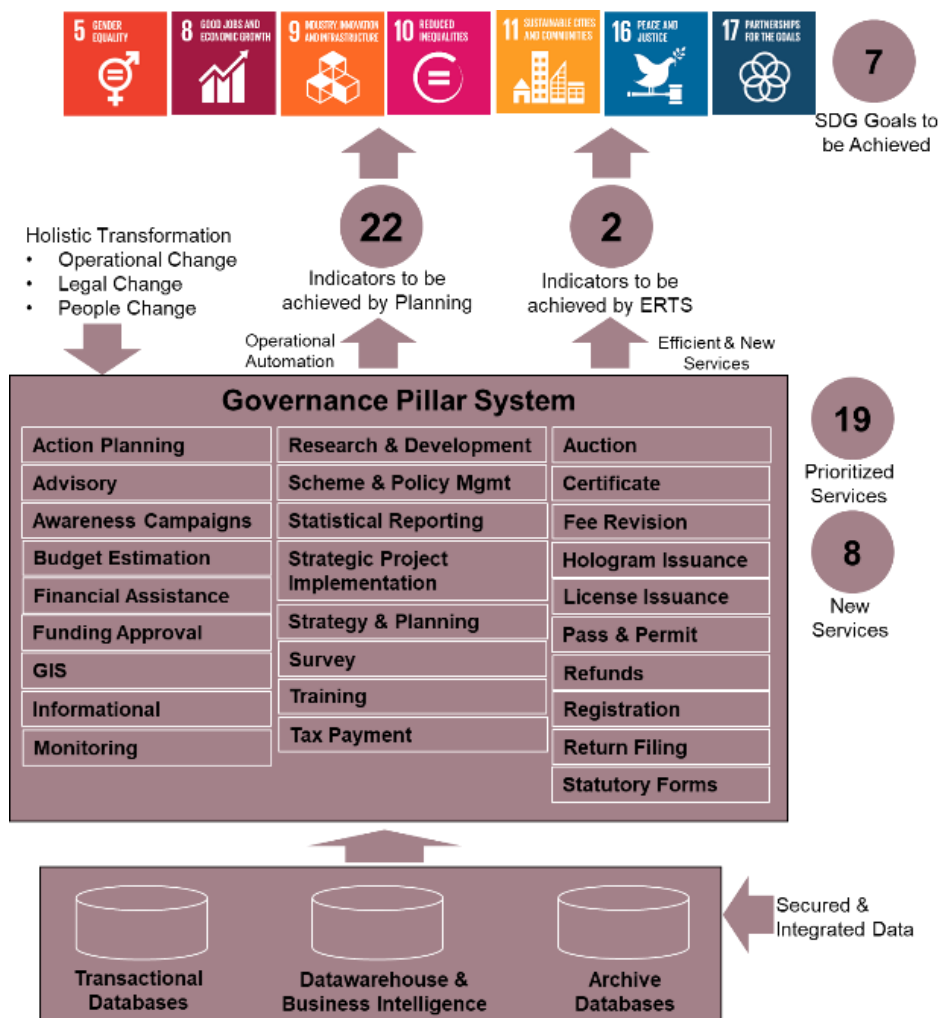 5 GENDER
EQUALITY
8 GOOD JOBS AND
ECONOMIC GROWTH
9 INDUSTRY, INNOVATION
AND INFRASTRUCTURE
10 REDUCED
INEQUALITIES
11 SUSTAINABLE CITIES
AND COMMUNITIES
16 PEACE AND
JUSTICE
17 PARTNERSHIPS
FOR THE GOALS
7
SDG Goals to
be Achieved
22
Indicators to be
achieved by Planning
2
Indicators to be
achieved by ERTS
Holistic Transformation
• Operational Change
• Legal Change
• People Change
Operational
Automation
Efficient & New
Services
Governance Pillar System
Action Planning
Advisory
Awareness Campaigns
Budget Estimation
Financial Assistance
Funding Approval
GIS
Informational
Monitoring
Research & Development
Scheme & Policy Mgmt
Statistical Reporting
Strategic Project
Implementation
Strategy & Planning
Survey
Training
Tax Payment
Auction
Certificate
Fee Revision
Hologram Issuance
License Issuance
Pass & Permit
Refunds
Registration
Return Filing
Statutory Forms
19
Prioritized
Services
8
New
Services
Transactional
Databases
Datawarehouse &
Business Intelligence
Archive
Databases
Secured &
Integrated Data